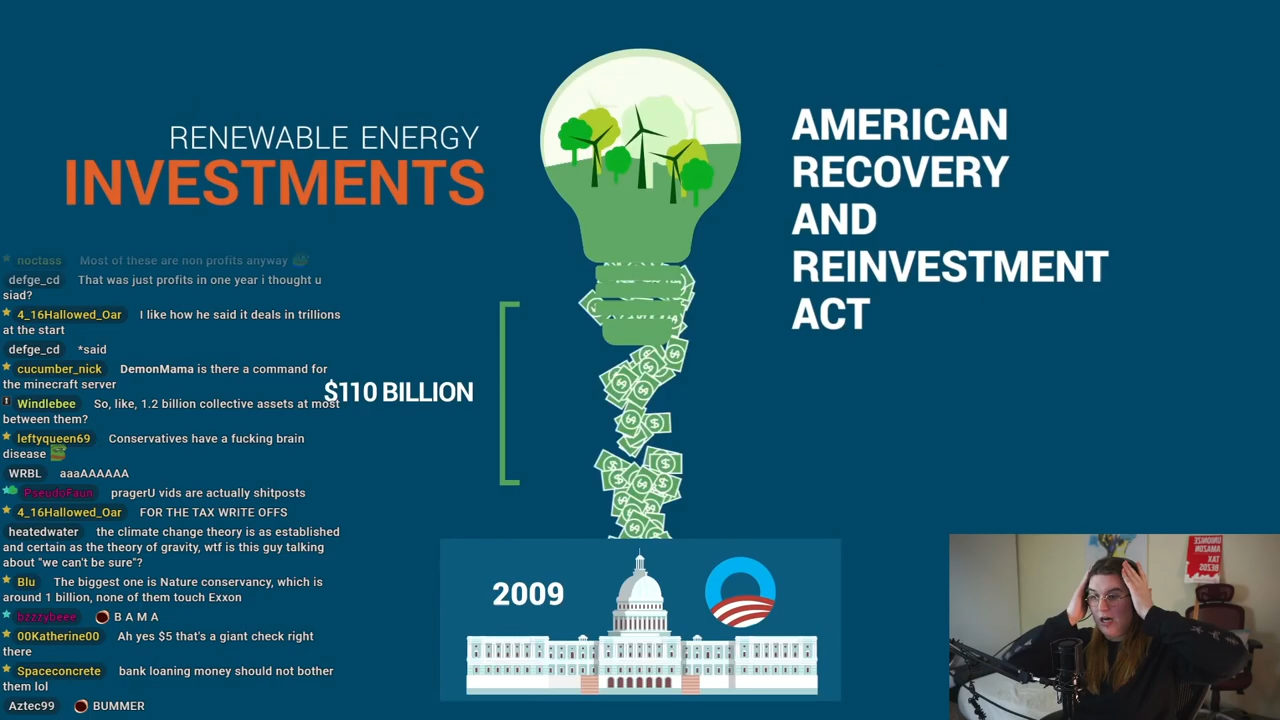 RENEWABLE ENERGY
INVESTMENTS
AMERICAN
RECOVERY
AND
REINVESTMENT
ACT
$110 BILLION
2009
noctass Most of these are non profits anyway
defge_cd That was just profits in one year i thought u
siad?
4_16Hallowed_Oar I like how he said it deals in trillions
at the start
defge_cd *said
cucumber_nick DemonMama is there a command for
the minecraft server
Windlebee So, like, 1.2 billion collective assets at most
between them?
leftyqueen69 Conservatives have a fucking brain
disease
WRBL aaaAAAAAA
PseudoFaun pragerU vids are actually shitposts
4_16Hallowed_Oar FOR THE TAX WRITE OFFS
heatedwater the climate change theory is as established
and certain as the theory of gravity, wtf is this guy talking
about "we can't be sure"?
Blu The biggest one is Nature conservancy, which is
around 1 billion, none of them touch Exxon
bzzzybeee B A M A
00Katherine00 Ah yes $5 that's a giant check right
there
Spaceconcrete bank loaning money should not bother
them lol
Aztec99 BUMMER
UNIONIZE
AMAZON
TAX
BEZOS